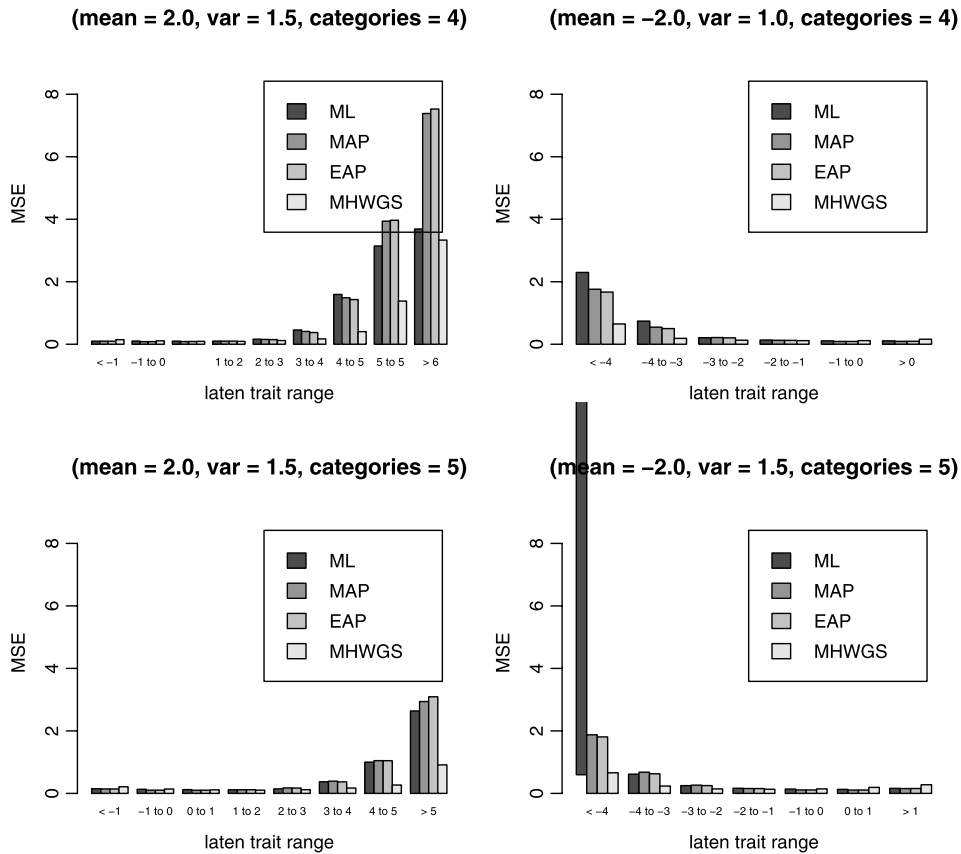 (mean = 2.0, var = 1.5, categories = 4)
MSE
8
6
4
2
0
ML
MAP
EAP
MHWGS
< −1
−1 to 0
1 to 2
2 to 3
3 to 4
4 to 5
5 to 5
> 6
laten trait range
(mean = −2.0, var = 1.0, categories = 4)
MSE
8
6
4
2
0
ML
MAP
EAP
MHWGS
< −4
−4 to −3
−3 to −2
−2 to −1
−1 to 0
> 0
laten trait range
(mean = 2.0, var = 1.5, categories = 5)
MSE
8
6
4
2
0
ML
MAP
EAP
MHWGS
< −1
−1 to 0
0 to 1
1 to 2
2 to 3
3 to 4
4 to 5
> 5
laten trait range
(mean = −2.0, var = 1.5, categories = 5)
MSE
8
6
4
2
0
ML
MAP
EAP
MHWGS
< −4
−4 to −3
−3 to −2
−2 to −1
−1 to 0
0 to 1
> 1
laten trait range